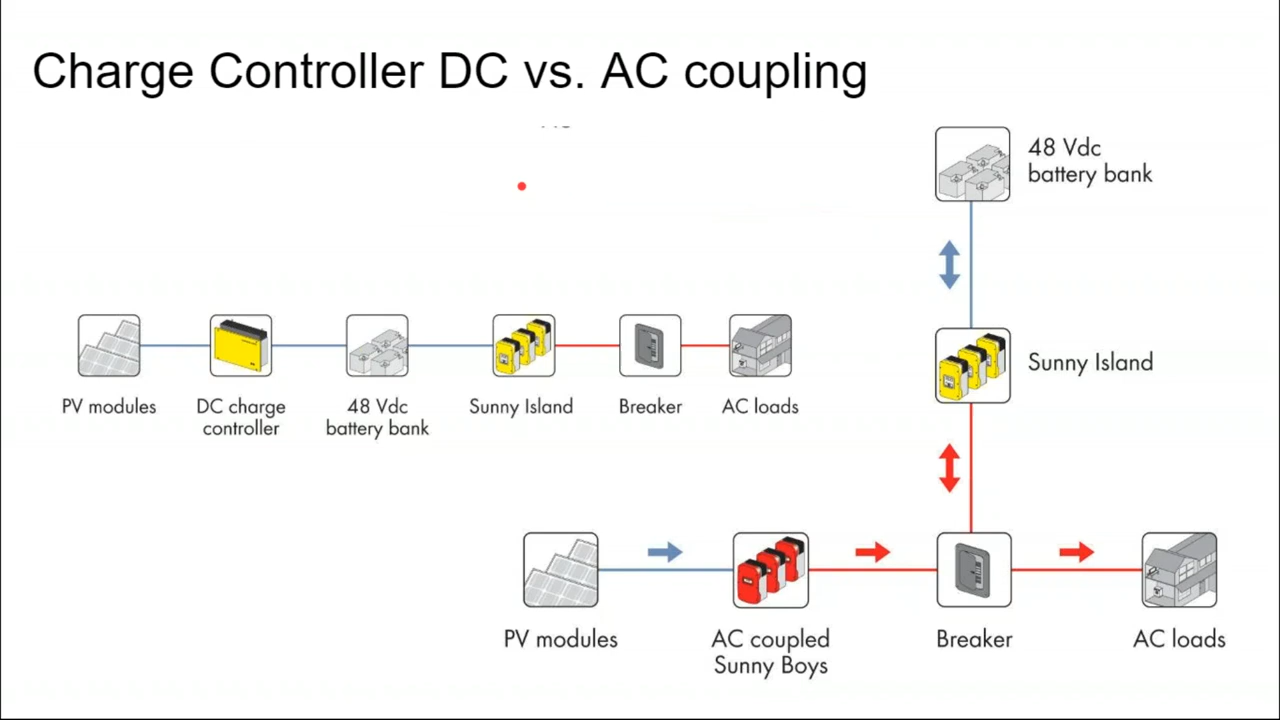 Charge Controller DC vs. AC coupling
48 Vdc
battery bank
PV modules
DC charge
controller
48 Vdc
battery bank
Sunny Island
Breaker
AC loads
Sunny Island
PV modules
AC coupled
Sunny Boys
Breaker
AC loads